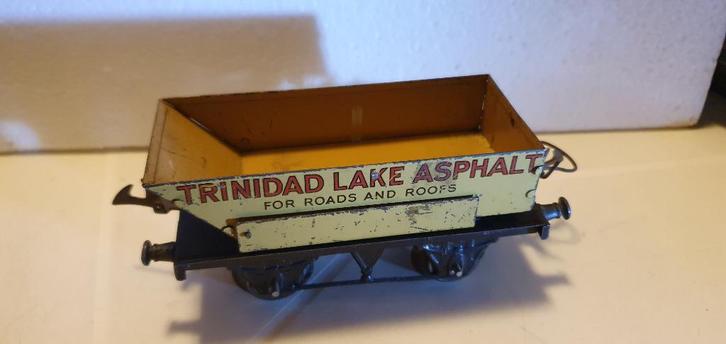 TRINIDAD LAKE ASPHALT
FOR ROADS AND ROOFS